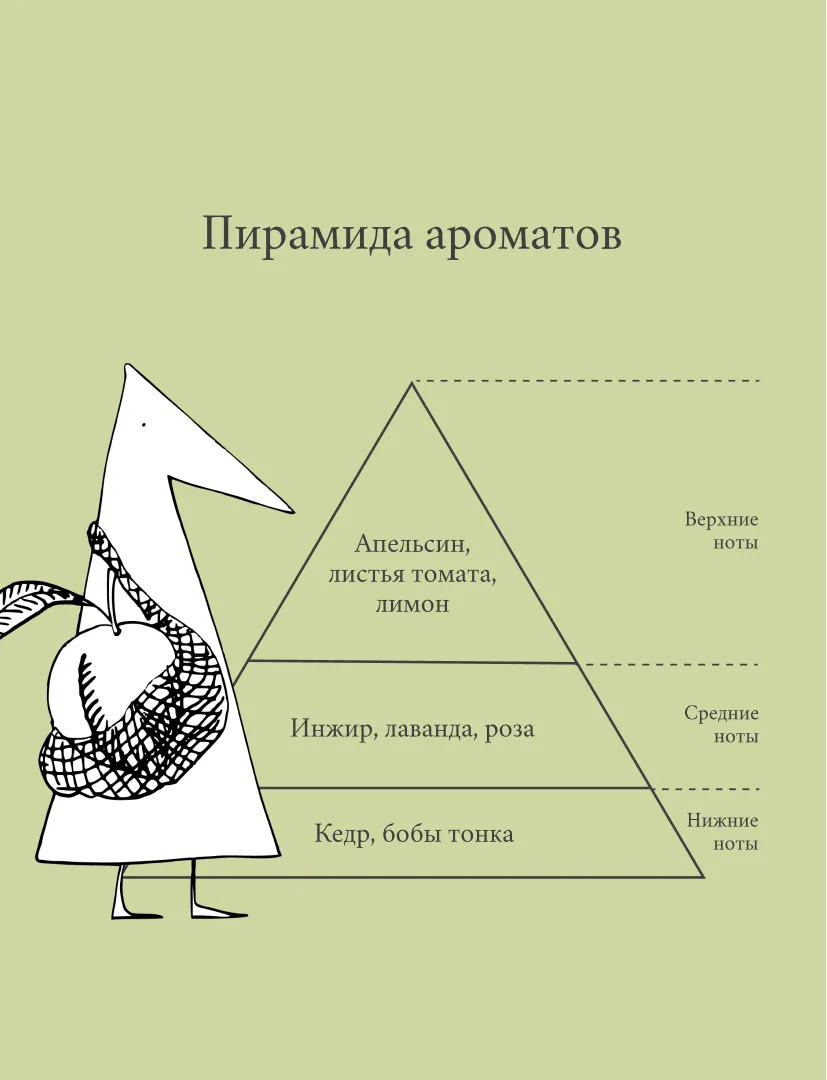 Пирамида ароматов
Апельсин,
листья томата,
лимон
Верхние
ноты
Инжир, лаванда, роза
Средние
ноты
Кедр, бобы тонка
Нижние
ноты